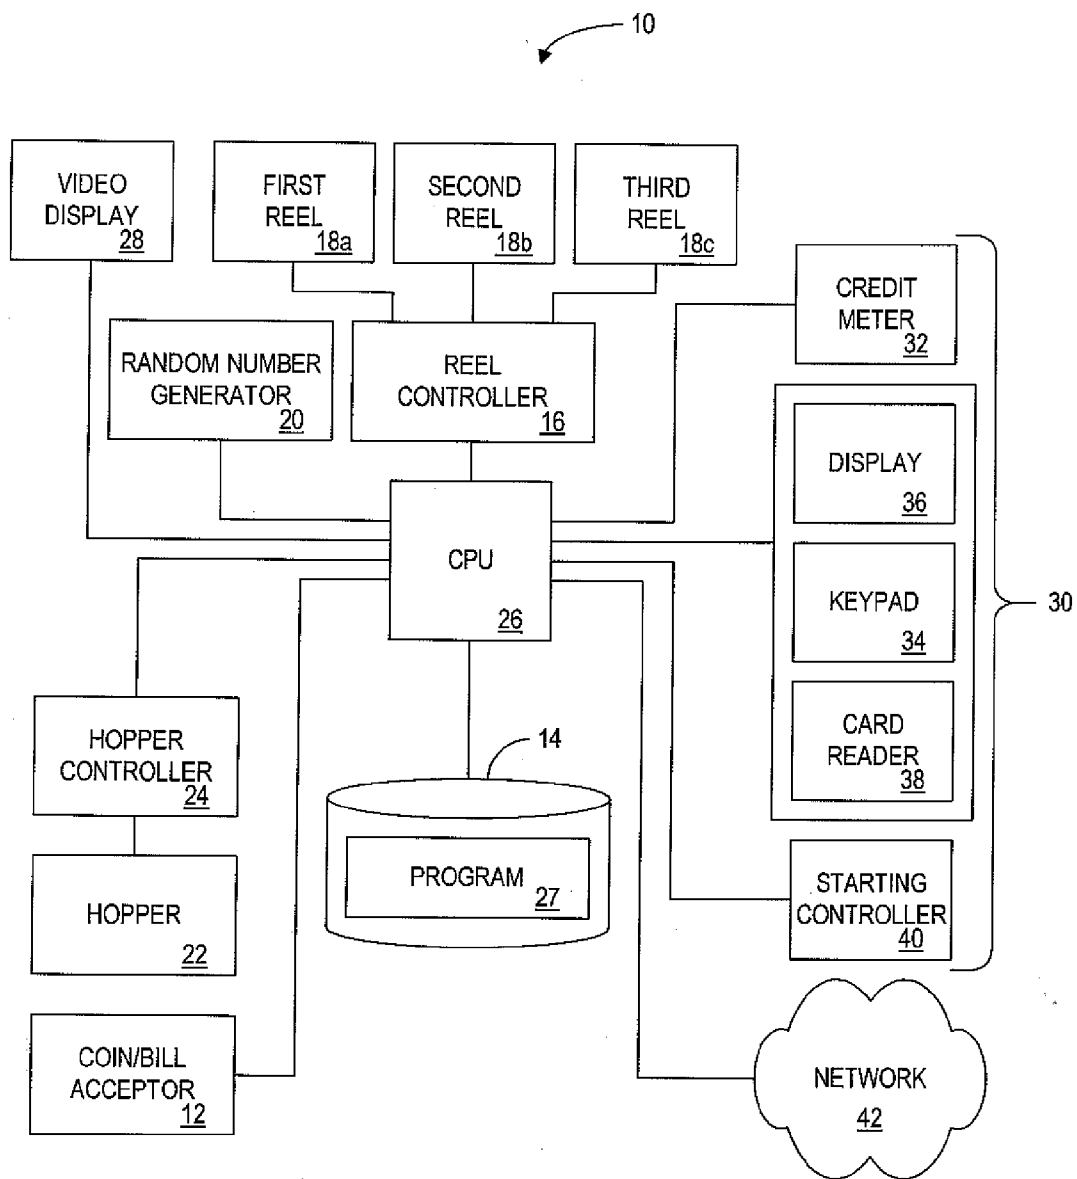 10
VIDEO
DISPLAY
28
FIRST
REEL
18a
SECOND
REEL
18b
THIRD
REEL
18c
CREDIT
METER
32
RANDOM NUMBER
GENERATOR
20
REEL
CONTROLLER
16
DISPLAY
36
CPU
26
KEYPAD
34
30
CARD
READER
38
HOPPER
CONTROLLER
24
14
PROGRAM
27
STARTING
CONTROLLER
40
HOPPER
22
COIN/BILL
ACCEPTOR
12
NETWORK
42